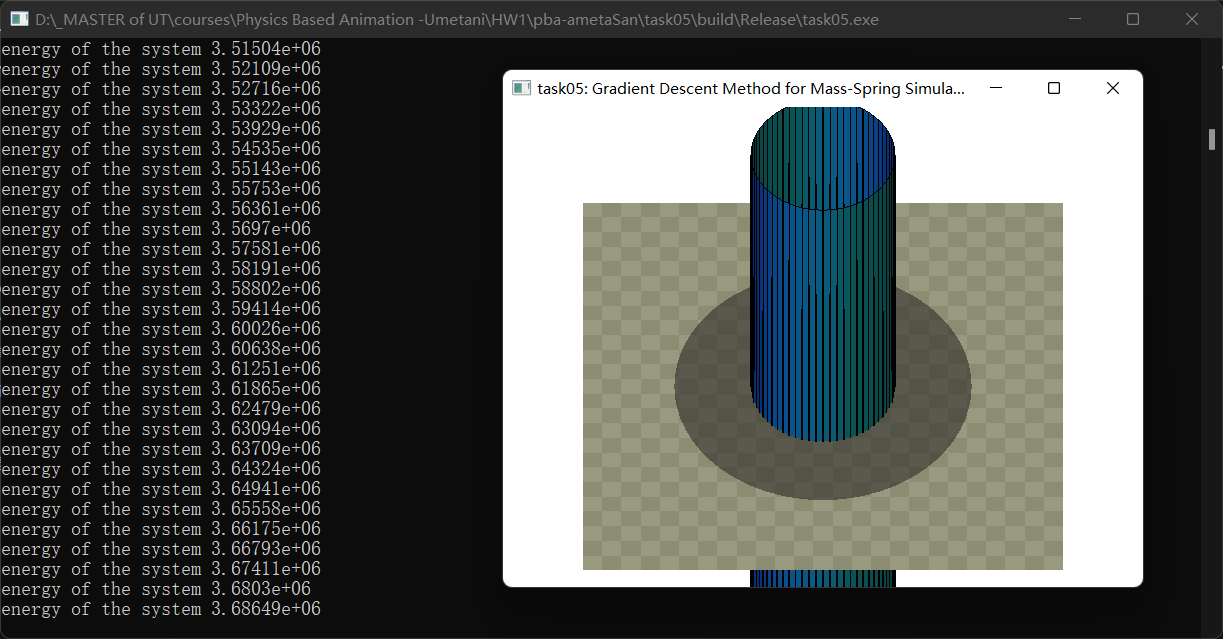 D:\_MASTER of UT\courses\Physics Based Animation -Umetani\HW1\pba-ametaSan\task05\build\Release\task05.exe
energy of the system 3.51504e+06
energy of the system 3.52109e+06
energy of the system 3.52716e+06
energy of the system 3.53322e+06
energy of the system 3.53929e+06
energy of the system 3.54535e+06
energy of the system 3.55143e+06
energy of the system 3.55753e+06
energy of the system 3.56361e+06
energy of the system 3.5697e+06
energy of the system 3.57581e+06
energy of the system 3.58191e+06
energy of the system 3.58802e+06
energy of the system 3.59414e+06
energy of the system 3.60026e+06
energy of the system 3.60638e+06
energy of the system 3.61251e+06
energy of the system 3.61865e+06
energy of the system 3.62479e+06
energy of the system 3.63094e+06
energy of the system 3.63709e+06
energy of the system 3.64324e+06
energy of the system 3.64941e+06
energy of the system 3.65558e+06
energy of the system 3.66175e+06
energy of the system 3.66793e+06
energy of the system 3.67411e+06
energy of the system 3.6803e+06
energy of the system 3.68649e+06
task05: Gradient Descent Method for Mass-Spring Simula...